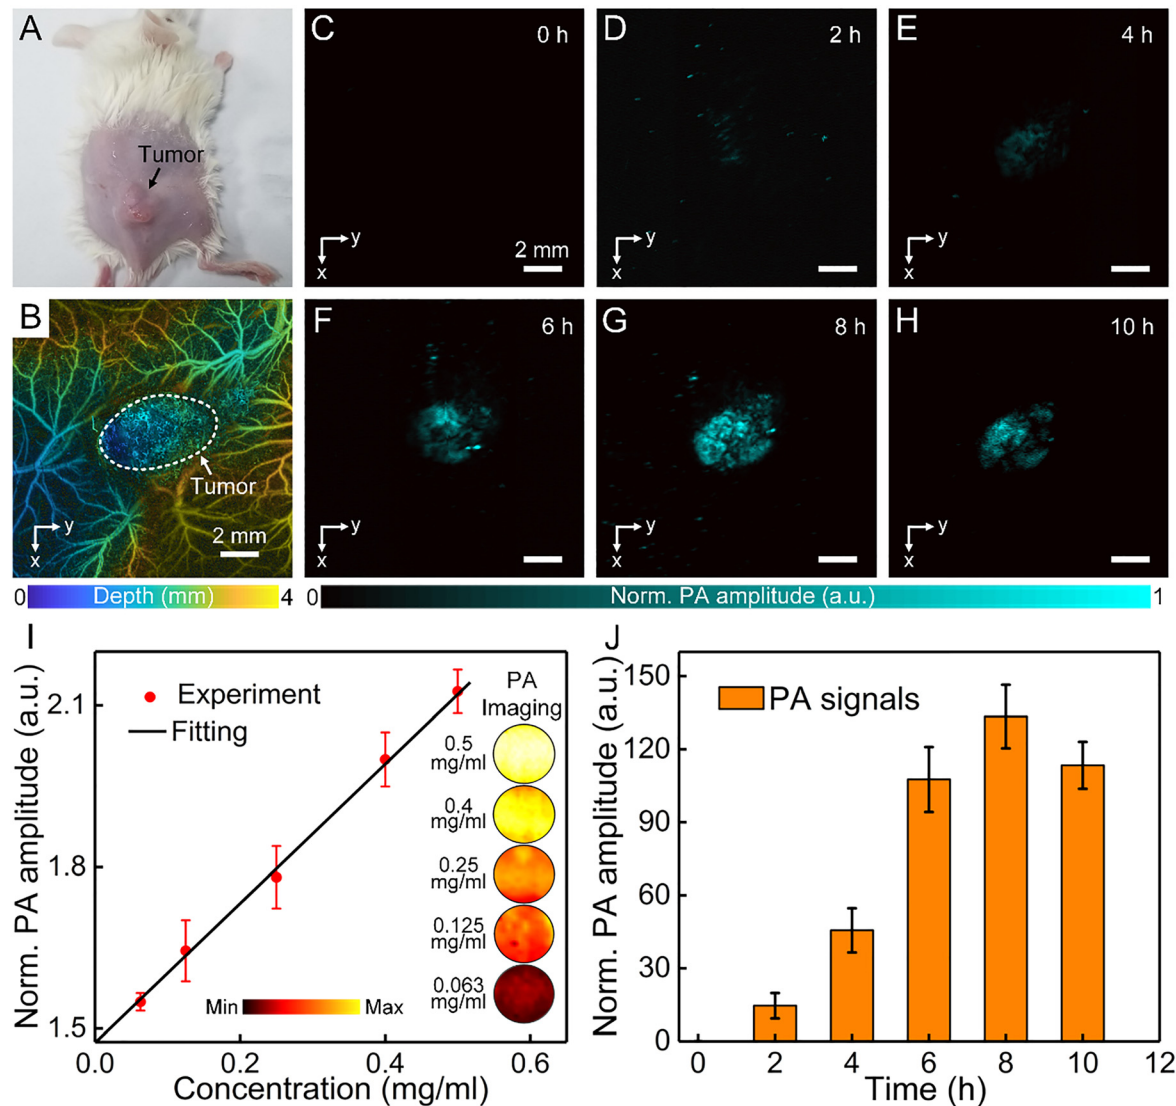 A
Tumor
B
Tumor
y
x
2 mm
0
Depth (mm)
4
C
0 h
y
x
2 mm
D
2 h
y
x
E
4 h
y
x
F
6 h
y
x
G
8 h
y
x
H
10 h
y
x
0
Norm. PA amplitude (a.u.)
1
I
Norm. PA amplitude (a.u.)
2.1
1.8
1.5
0.0
0.2
0.4
0.6
Concentration (mg/ml)
Experiment
Fitting
PA
Imaging
0.5
mg/ml
0.4
mg/ml
0.25
mg/ml
0.125
mg/ml
0.063
mg/ml
Min
Max
J
Norm. PA amplitude (a.u.)
150
120
90
60
30
0
0
2
4
6
8
10
12
Time (h)
PA signals